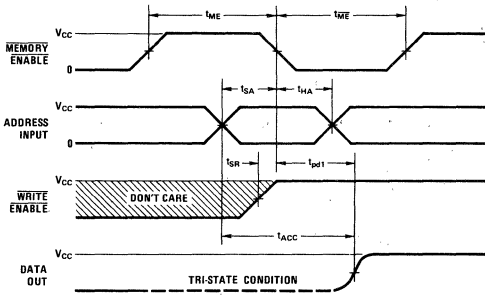 tME tME
VCC
MEMORY
ENABLE
0
tSA tHA
VCC
ADDRESS
INPUT
0
tSR tpd1
VCC
WRITE
ENABLE
DON'T CARE
tACC
VCC
DATA
OUT
TRI-STATE CONDITION